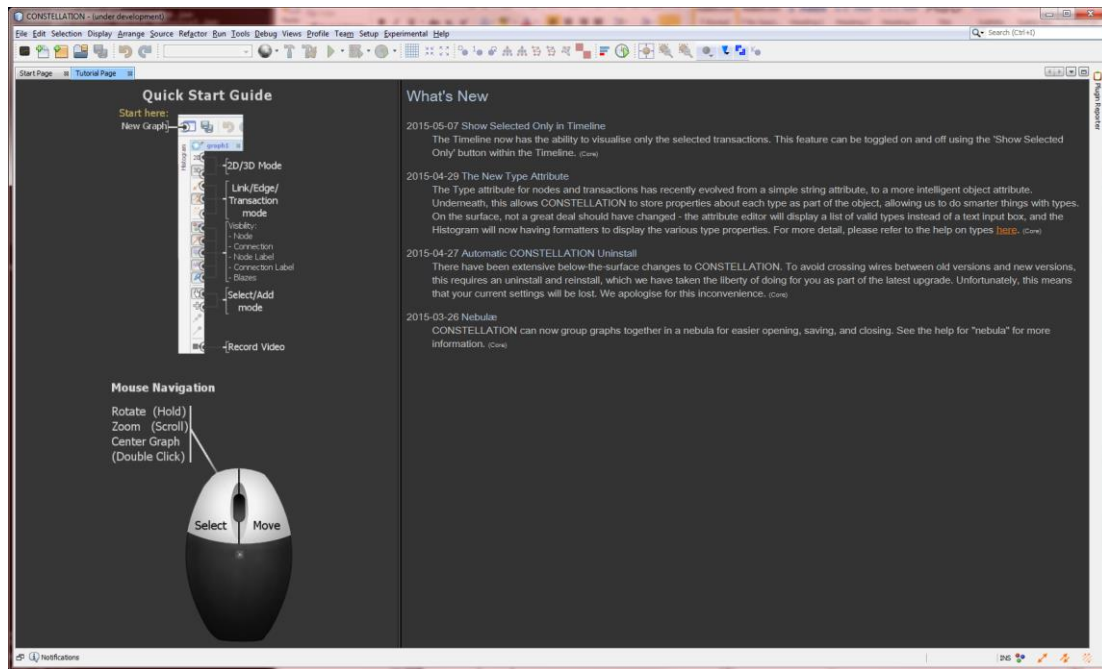 CONSTELLATION - (under development)
File Edit Selection Display Arrange Source Refactor Run Tools Debug Views Profile Team Setup Experimental Help
Search (Ctrl+I)
Start Page Tutorial Page
Plugin Reporter
Quick Start Guide
Start here:
New Graph
graph1
Histogram
2D/3D Mode
Link/Edge/
Transaction
mode
Visiblity:
- Node
- Connection
- Node Label
- Connection Label
- Blazes
Select/Add
mode
Record Video
Mouse Navigation
Rotate (Hold)
Zoom (Scroll)
Center Graph
(Double Click)
Select Move
What's New
2015-05-07 Show Selected Only in Timeline
The Timeline now has the ability to visualise only the selected transactions. This feature can be toggled on and off using the 'Show Selected
Only' button within the Timeline. (Core)
2015-04-29 The New Type Attribute
The Type attribute for nodes and transactions has recently evolved from a simple string attribute, to a more intelligent object attribute.
Underneath, this allows CONSTELLATION to store properties about each type as part of the object, allowing us to do smarter things with types.
On the surface, not a great deal should have changed - the attribute editor will display a list of valid types instead of a text input box, and the
Histogram will now having formatters to display the various type properties. For more detail, please refer to the help on types here. (Core)
2015-04-27 Automatic CONSTELLATION Uninstall
There have been extensive below-the-surface changes to CONSTELLATION. To avoid crossing wires between old versions and new versions,
this requires an uninstall and reinstall, which we have taken the liberty of doing for you as part of the latest upgrade. Unfortunately, this means
that your current settings will be lost. We apologise for this inconvenience. (Core)
2015-03-26 Nebulæ
CONSTELLATION can now group graphs together in a nebula for easier opening, saving, and closing. See the help for "nebula" for more
information. (Core)
Notifications
INS